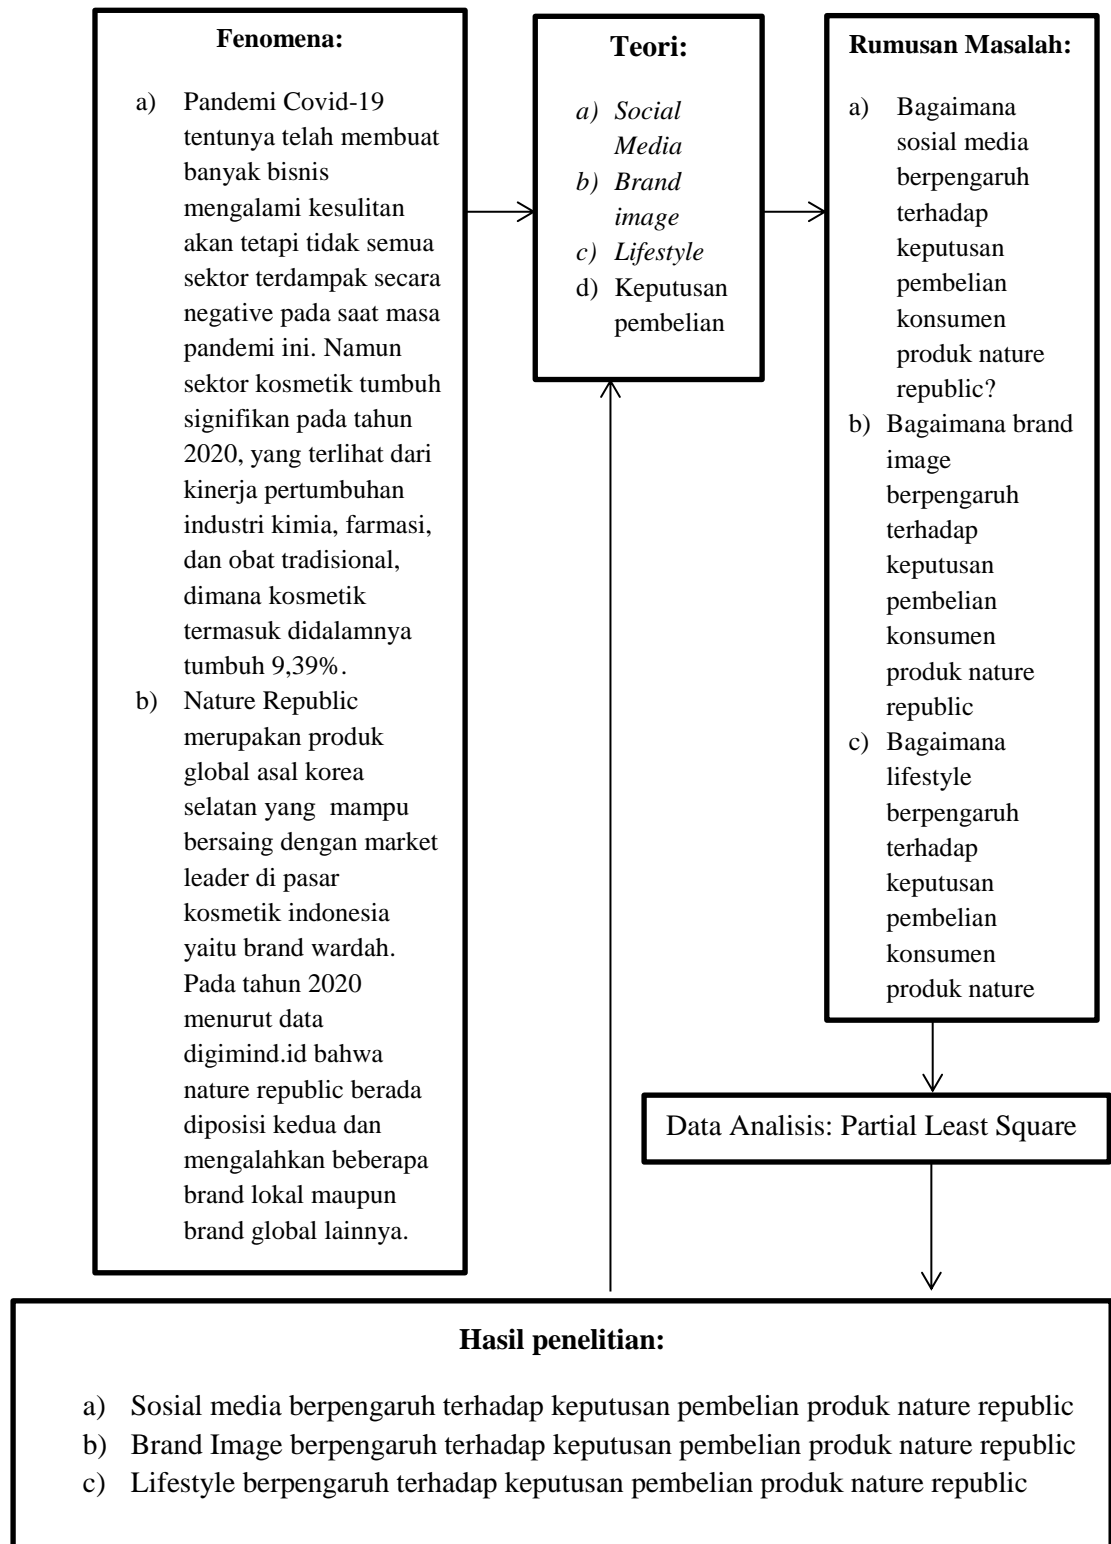 Fenomena:
a) Pandemi Covid-19
tentunya telah membuat
banyak bisnis
mengalami kesulitan
akan tetapi tidak semua
sektor terdampak secara
negative pada saat masa
pandemi ini. Namun
sektor kosmetik tumbuh
signifikan pada tahun
2020, yang terlihat dari
kinerja pertumbuhan
industri kimia, farmasi,
dan obat tradisional,
dimana kosmetik
termasuk didalamnya
tumbuh 9,39%.
b) Nature Republic
merupakan produk
global asal korea
selatan yang mampu
bersaing dengan market
leader di pasar
kosmetik indonesia
yaitu brand wardah.
Pada tahun 2020
menurut data
digimind.id bahwa
nature republic berada
diposisi kedua dan
mengalahkan beberapa
brand lokal maupun
brand global lainnya.
Teori:
a) Social
Media
b) Brand
image
c) Lifestyle
d) Keputusan
pembelian
Rumusan Masalah:
a) Bagaimana
sosial media
berpengaruh
terhadap
keputusan
pembelian
konsumen
produk nature
republic?
b) Bagaimana brand
image
berpengaruh
terhadap
keputusan
pembelian
konsumen
produk nature
republic
c) Bagaimana
lifestyle
berpengaruh
terhadap
keputusan
pembelian
konsumen
produk nature
Data Analisis: Partial Least Square
Hasil penelitian:
a) Sosial media berpengaruh terhadap keputusan pembelian produk nature republic
b) Brand Image berpengaruh terhadap keputusan pembelian produk nature republic
c) Lifestyle berpengaruh terhadap keputusan pembelian produk nature republic